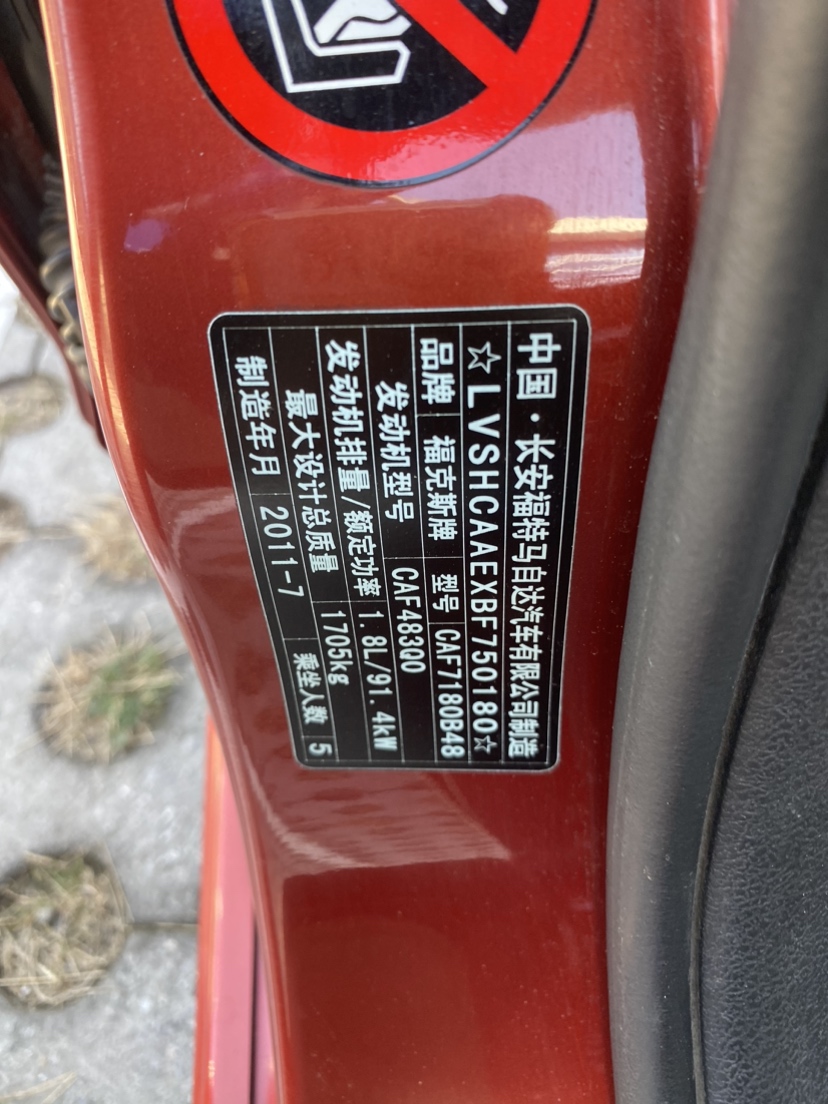 中国·长安福特马自达汽车有限公司制造
☆LVSHCAAEXBF750180☆
品牌 福克斯牌 型号 CAF7180B48
发动机型号 CAF483Q0
发动机排量/额定功率 1.8L/91.4kW
最大设计总质量 1705kg
制造年月 2011-7 乘坐人数 5